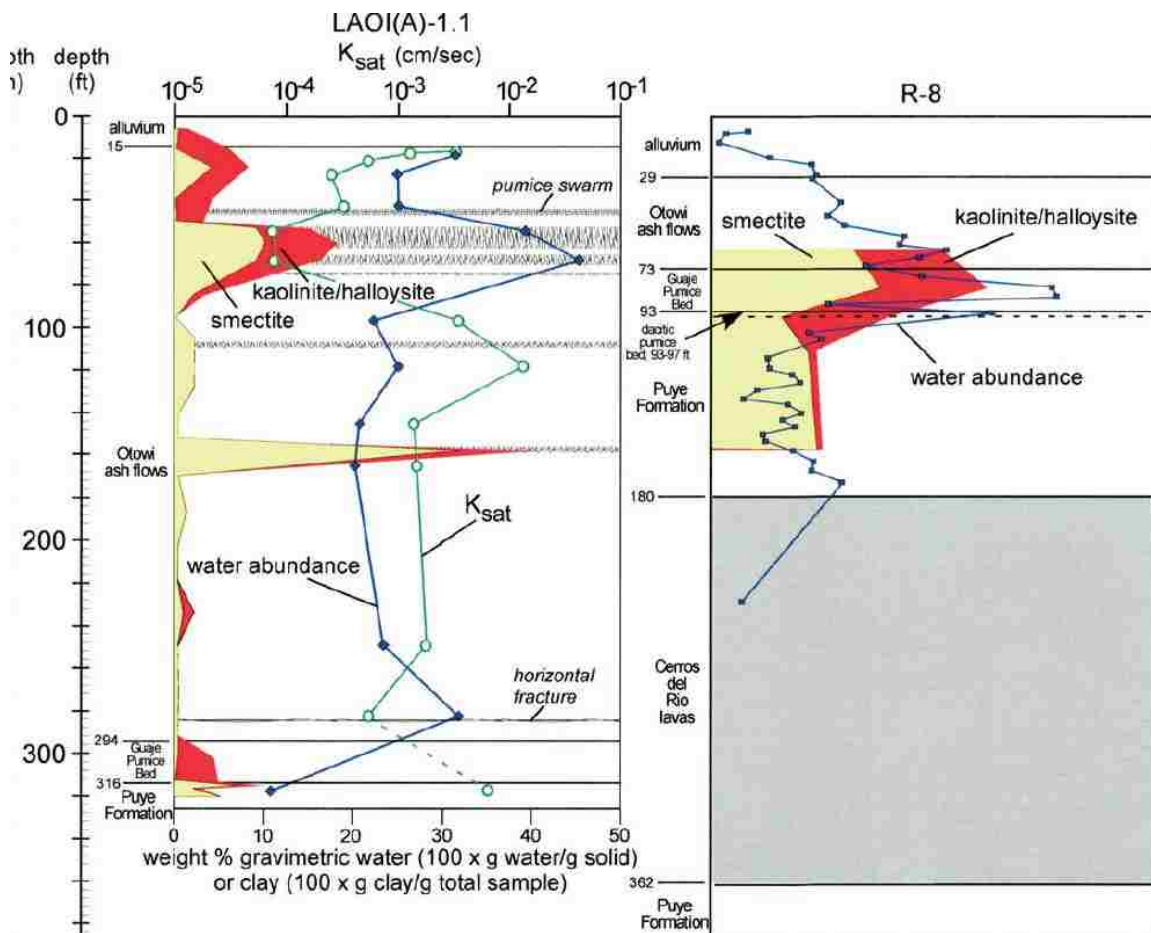 LAOI(A)-1.1
Ksat (cm/sec)
pth depth
n) (ft)
10-5 10-4 10-3 10-2 10-1
R-8
0
alluvium
15
pumice swarm
kaolinite/halloysite
smectite
100
Otowi
ash flows
200
Ksat
water abundance
horizontal
fracture
300
294
Guaje
Pumice
Bed
316
Puye
Formation
0 10 20 30 40 50
weight % gravimetric water (100 x g water/g solid)
or clay (100 x g clay/g total sample)
alluvium
29
Otowi
ash flows
smectite
kaolinite/halloysite
73
Guaje
Pumice
Bed
93
dacitic
pumice
bed, 93-97 ft
water abundance
Puye
Formation
180
Cerros
del
Rio
lavas
362
Puye
Formation